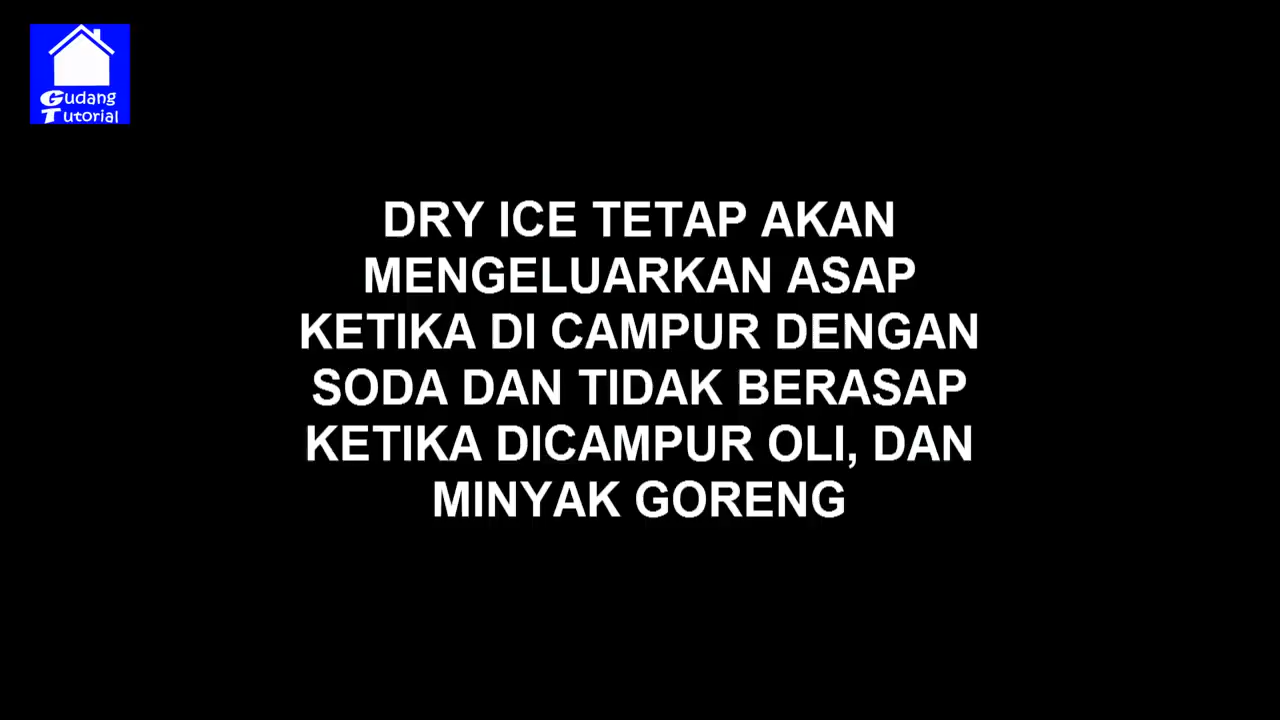 Gudang
Tutorial
DRY ICE TETAP AKAN
MENGELUARKAN ASAP
KETIKA DI CAMPUR DENGAN
SODA DAN TIDAK BERASAP
KETIKA DICAMPUR OLI, DAN
MINYAK GORENG